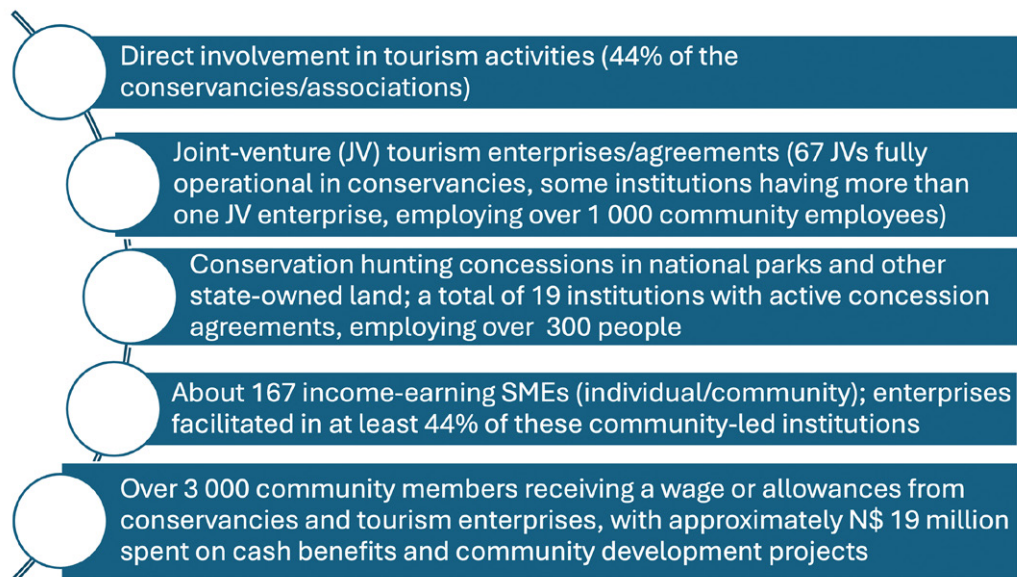 Direct involvement in tourism activities (44% of the
conservancies/associations)
Joint-venture (JV) tourism enterprises/agreements (67 JVs fully
operational in conservancies, some institutions having more than
one JV enterprise, employing over 1 000 community employees)
Conservation hunting concessions in national parks and other
state-owned land; a total of 19 institutions with active concession
agreements, employing over 300 people
About 167 income-earning SMEs (individual/community); enterprises
facilitated in at least 44% of these community-led institutions
Over 3 000 community members receiving a wage or allowances from
conservancies and tourism enterprises, with approximately N$ 19 million
spent on cash benefits and community development projects